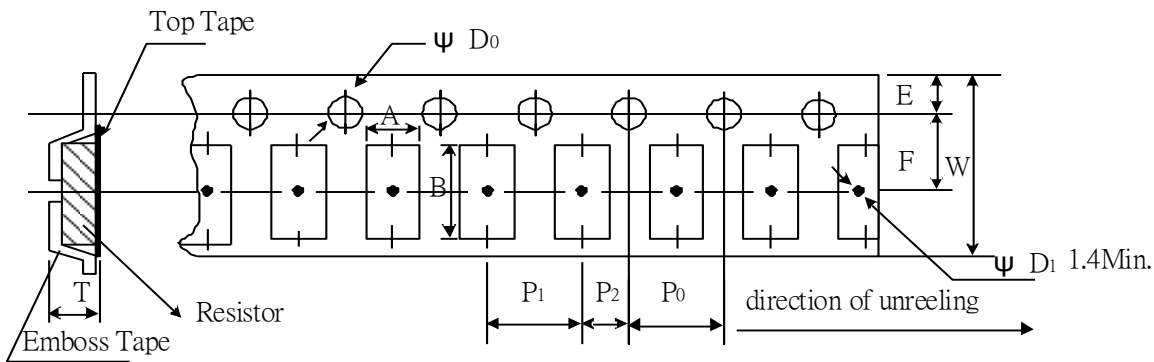 Top Tape
Ψ D0
E
A
F
W
B
Ψ D1 1.4Min.
T
P1
P2
P0
direction of unreeling
Resistor
Emboss Tape